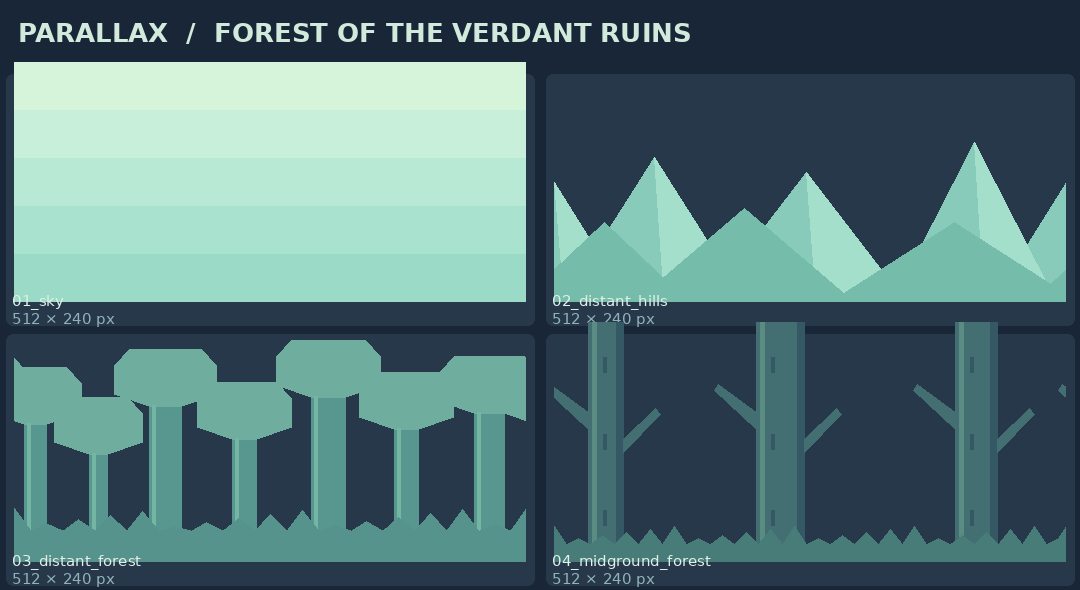 PARALLAX / FOREST OF THE VERDANT RUINS
01_sky
512 × 240 px
02_distant_hills
512 × 240 px
03_distant_forest
512 × 240 px
04_midground_forest
512 × 240 px